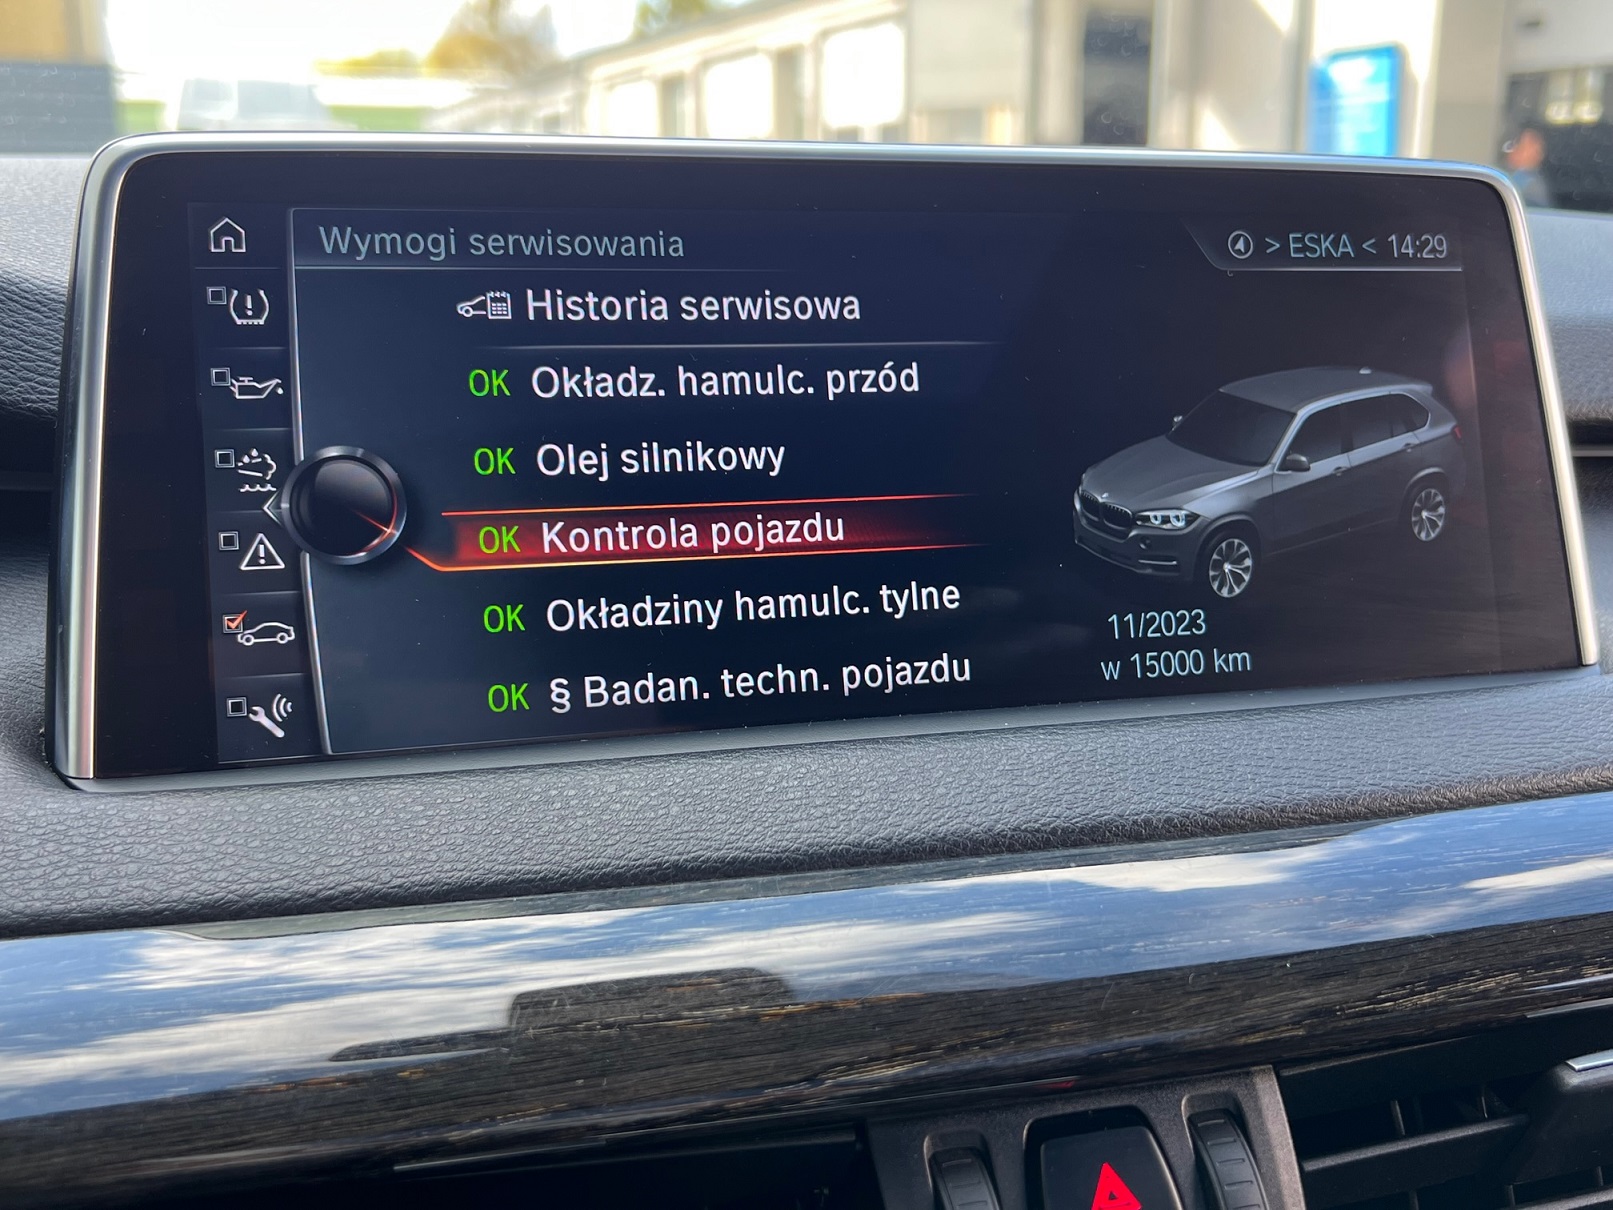 Wymogi serwisowania
> ESKA < 14:29
Historia serwisowa
OK Okładz. hamulc. przód
OK Olej silnikowy
OK Kontrola pojazdu
OK Okładziny hamulc. tylne
OK § Badan. techn. pojazdu
11/2023
w 15000 km